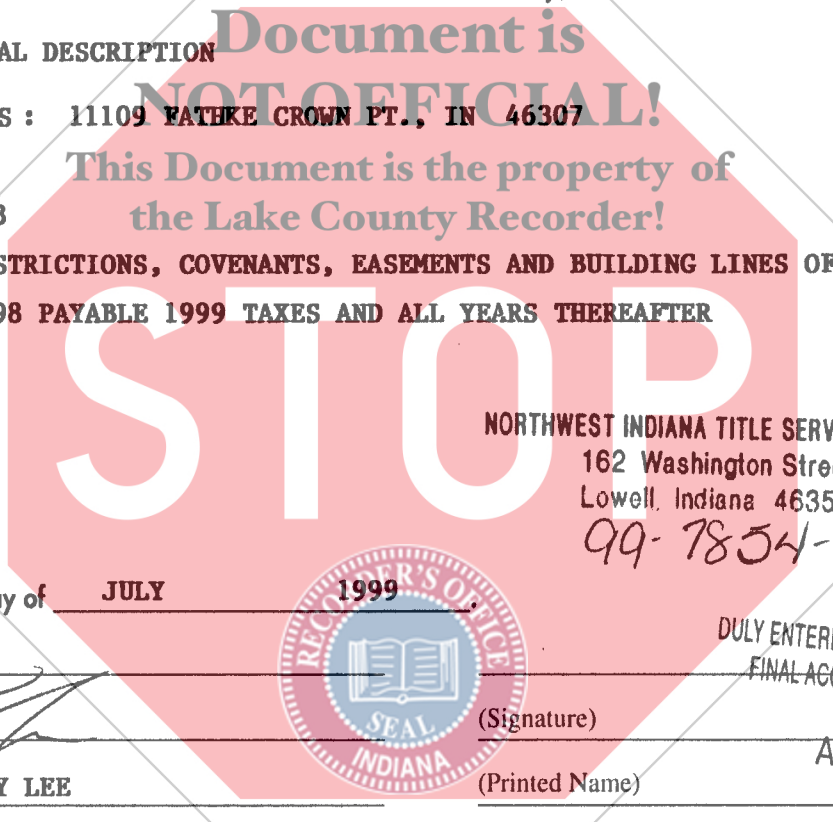 Document is
AL DESCRIPTION
NOT OFFICIAL!
S : 11109 FATHKE CROWN PT., IN 46307
This Document is the property of
the Lake County Recorder!
STRICTIONS, COVENANTS, EASEMENTS AND BUILDING LINES OF
98 PAYABLE 1999 TAXES AND ALL YEARS THEREAFTER
STOP
NORTHWEST INDIANA TITLE SERV
162 Washington Stre
Lowell, Indiana 4635
99-7854-
y of JULY 1999 .
RECORDER'S OFFICE
SEAL
INDIANA
DULY ENTER
FINAL ACC
(Signature)
A
Y LEE
(Printed Name)